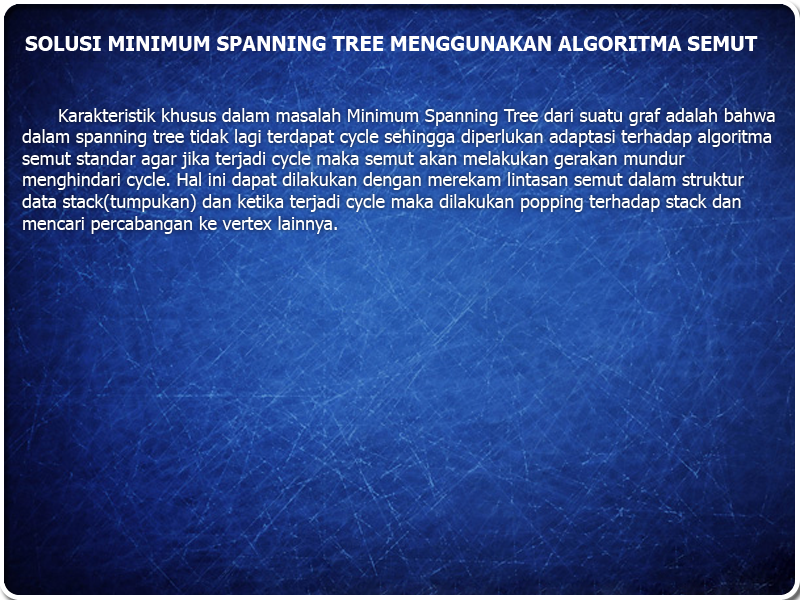 SOLUSI MINIMUM SPANNING TREE MENGGUNAKAN ALGORITMA SEMUT
Karakteristik khusus dalam masalah Minimum Spanning Tree dari suatu graf adalah bahwa
dalam spanning tree tidak lagi terdapat cycle sehingga diperlukan adaptasi terhadap algoritma
semut standar agar jika terjadi cycle maka semut akan melakukan gerakan mundur
menghindari cycle. Hal ini dapat dilakukan dengan merekam lintasan semut dalam struktur
data stack(tumpukan) dan ketika terjadi cycle maka dilakukan popping terhadap stack dan
mencari percabangan ke vertex lainnya.